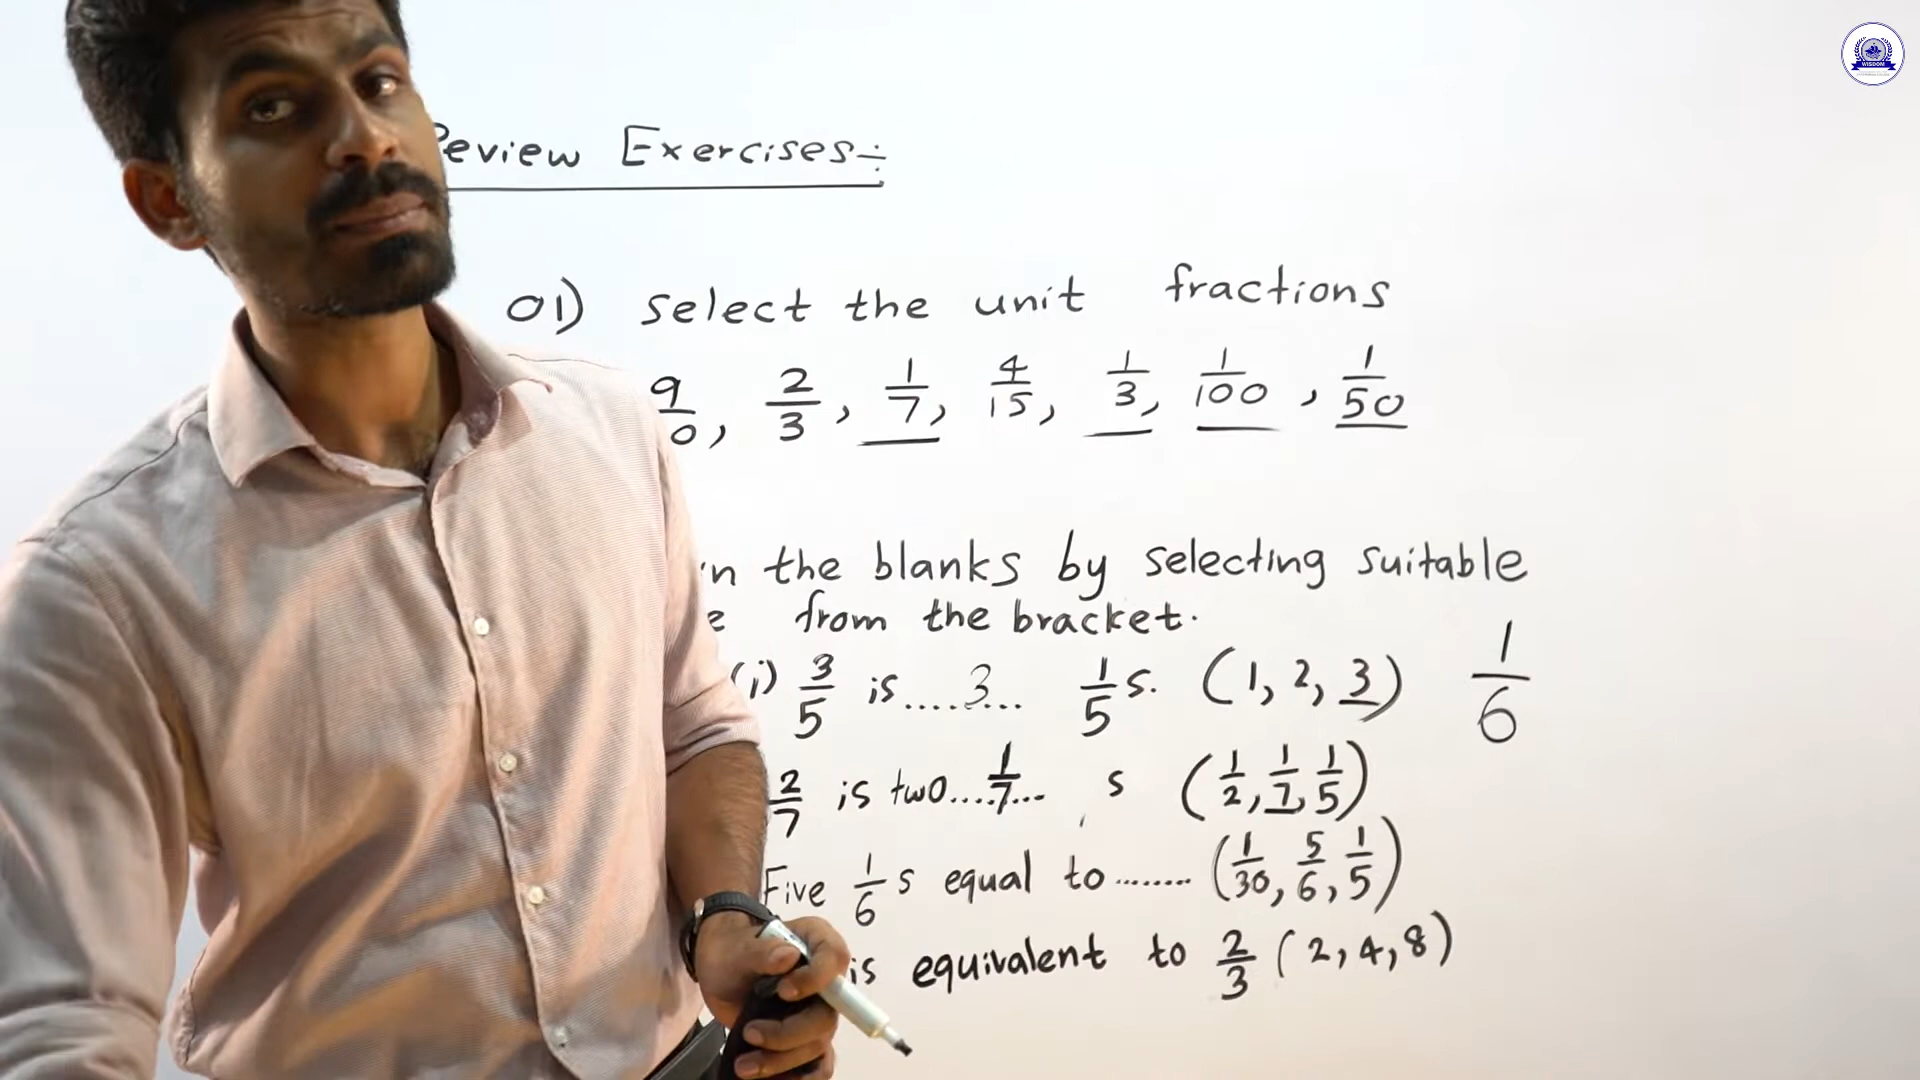 Review Exercises:-
01) select the unit fractions
9/0, 2/3, 1/7, 4/15, 1/3, 1/100, 1/50
in the blanks by selecting suitable
e from the bracket.
(i) 3/5 is....3... 1/5 s. (1, 2, 3) 1/6
2/7 is two....1/7... s (1/2, 1/7, 1/5)
Five 1/6 s equal to........ (1/30, 5/6, 1/5)
is equivalent to 2/3 (2, 4, 8)
WISDOM